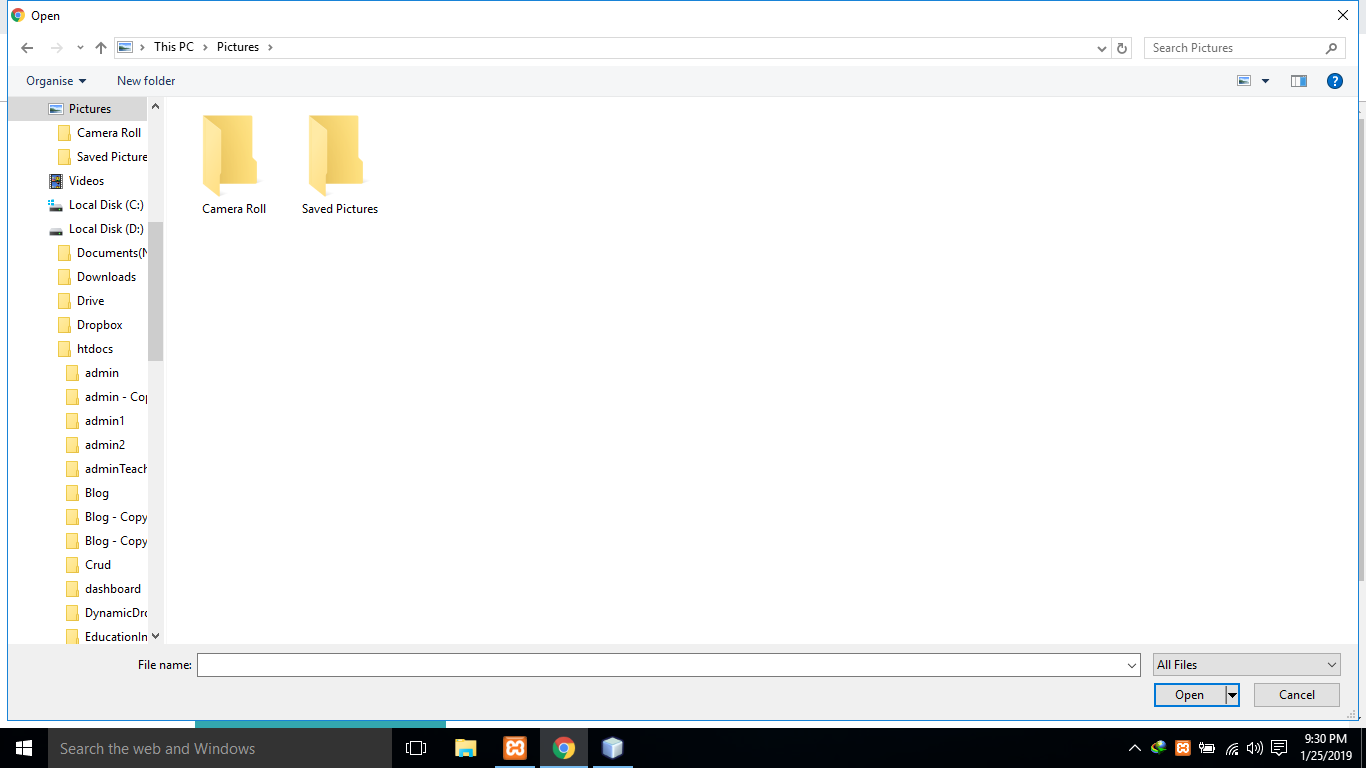 Open
This PC
Pictures
Search Pictures
Organise
New folder
?
Pictures
Camera Roll
Saved Picture
Videos
Local Disk (C:)
Local Disk (D:)
Documents(N
Downloads
Drive
Dropbox
htdocs
admin
admin - Cop
admin1
admin2
adminTeach
Blog
Blog - Copy
Blog - Copy
Crud
dashboard
DynamicDro
EducationIn
Camera Roll
Saved Pictures
File name:
All Files
Open
Cancel
Search the web and Windows
9:30 PM
1/25/2019